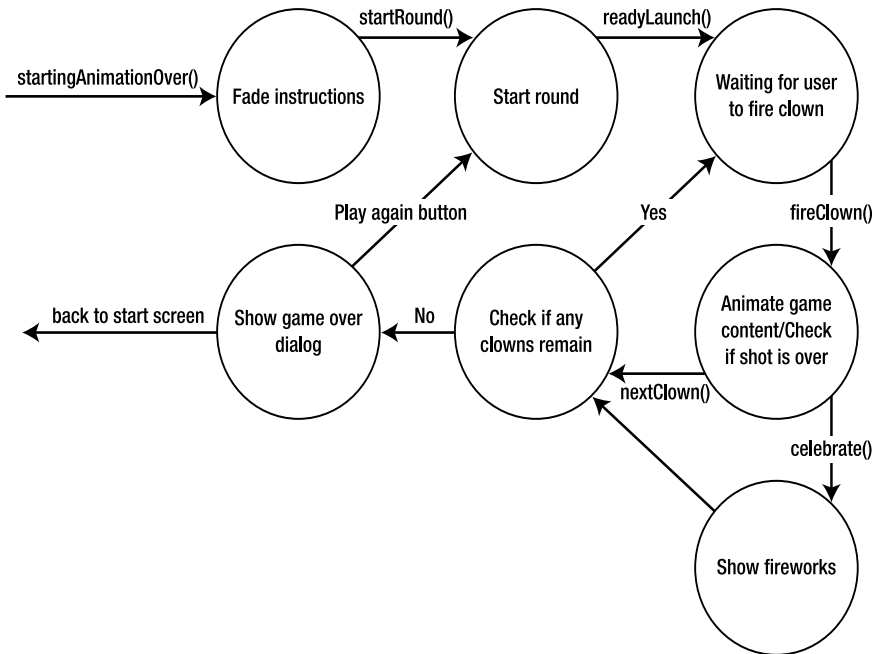 startRound()
readyLaunch()
startingAnimationOver()
Fade instructions
Start round
Waiting for user
to fire clown
Play again button
Yes
fireClown()
back to start screen
Show game over
dialog
No
Check if any
clowns remain
Animate game
content/Check
if shot is over
nextClown()
celebrate()
Show fireworks